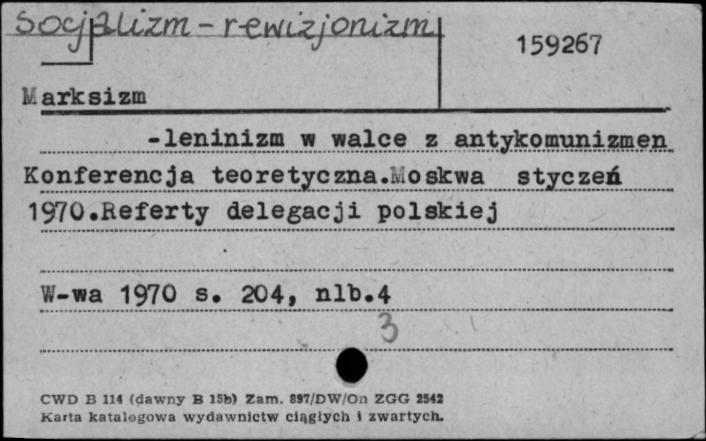 Socjalizm - rewizjonizm
159267
Marksizm
-leninizm w walce z antykomunizmen
Konferencja teoretyczna.Moskwa styczeń
1970.Referty delegacji polskiej
W-wa 1970 s. 204, nlb.4
3
CWD B 114 (dawny B 15b) Zam. 897/DW/On ZGG 2542
Karta katalogowa wydawnictw ciągłych i zwartych.